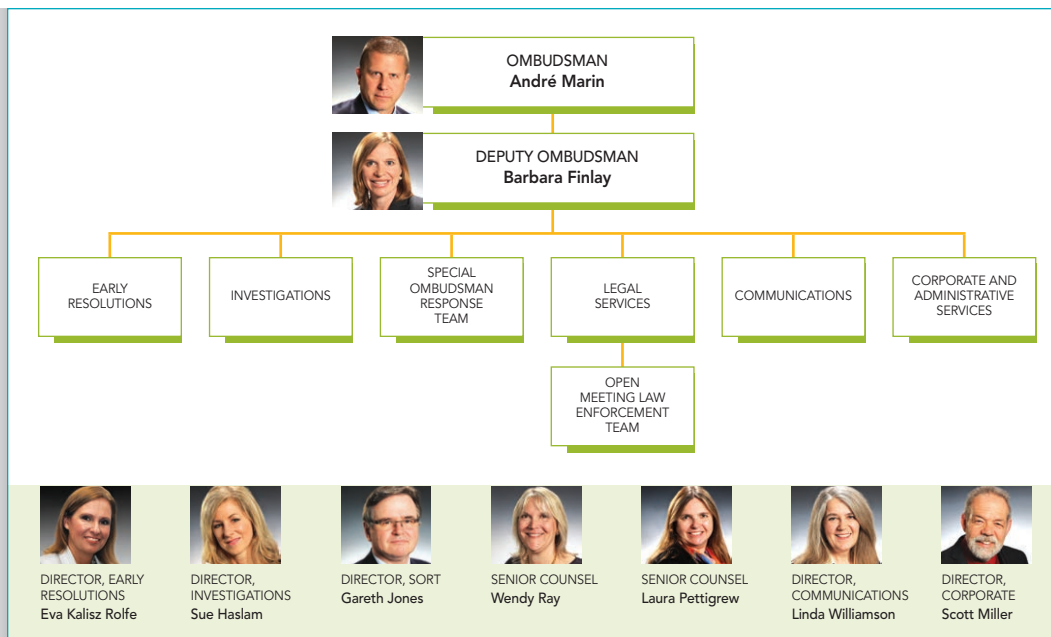 OMBUDSMAN
André Marin
DEPUTY OMBUDSMAN
Barbara Finlay
EARLY
RESOLUTIONS
INVESTIGATIONS
SPECIAL
OMBUDSMAN
RESPONSE
TEAM
LEGAL
SERVICES
COMMUNICATIONS
CORPORATE AND
ADMINISTRATIVE
SERVICES
OPEN
MEETING LAW
ENFORCEMENT
TEAM
DIRECTOR, EARLY
RESOLUTIONS
Eva Kalisz Rolfe
DIRECTOR,
INVESTIGATIONS
Sue Haslam
DIRECTOR, SORT
Gareth Jones
SENIOR COUNSEL
Wendy Ray
SENIOR COUNSEL
Laura Pettigrew
DIRECTOR,
COMMUNICATIONS
Linda Williamson
DIRECTOR,
CORPORATE
Scott Miller